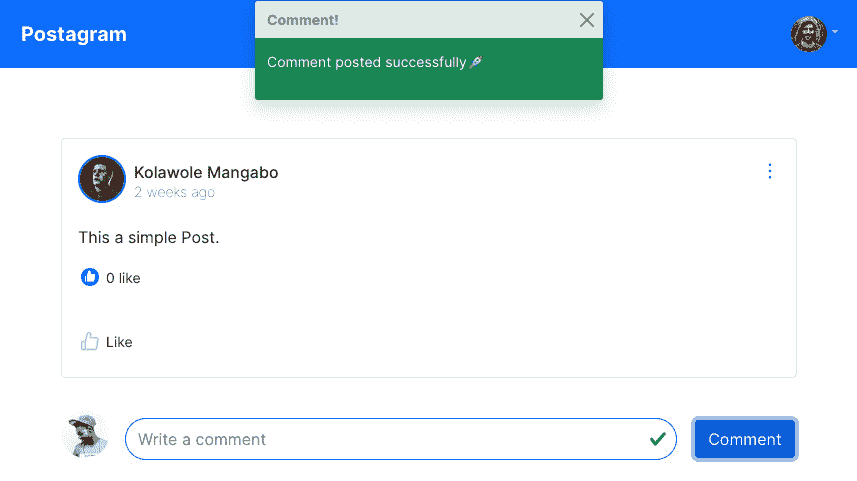 Postagram
Comment!
Comment posted successfully🚀
Kolawole Mangabo
2 weeks ago
This a simple Post.
0 like
Like
Write a comment
Comment